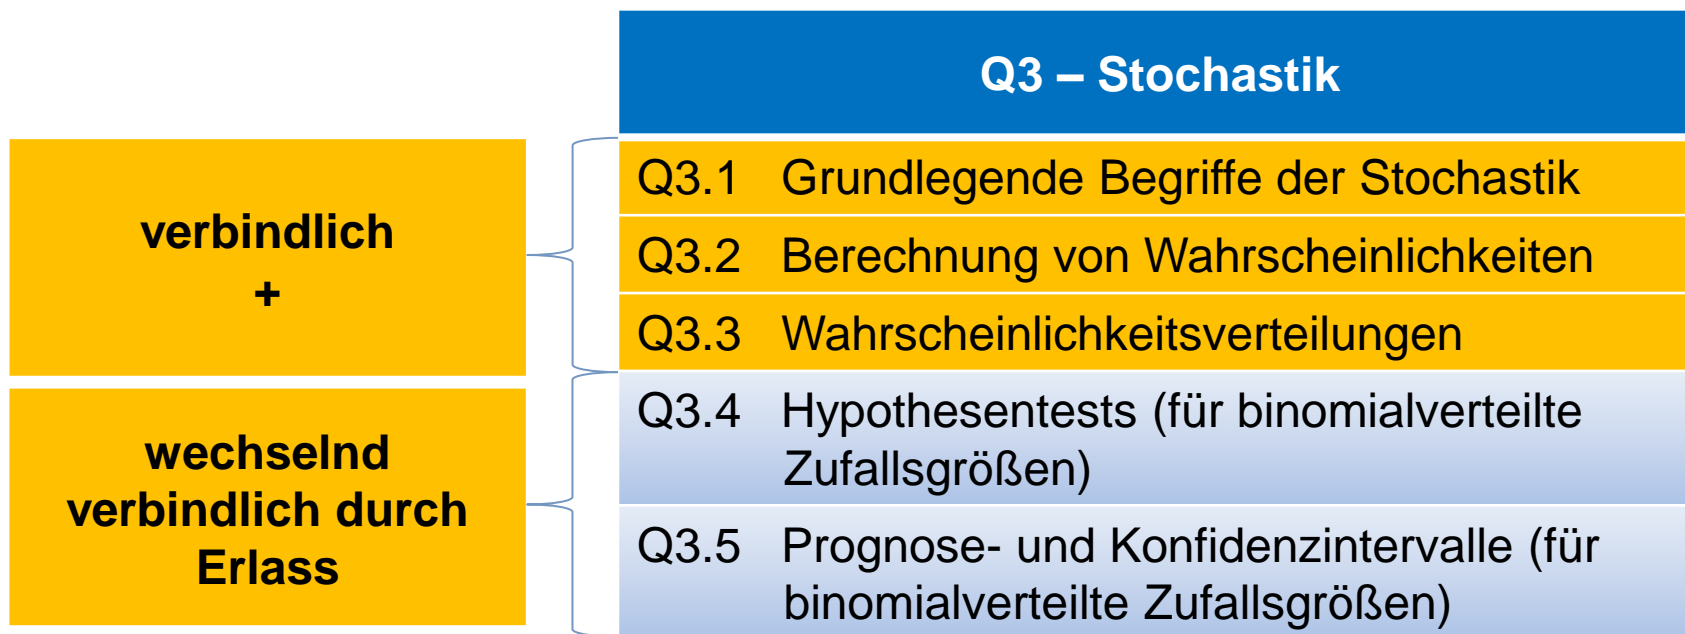 Q3 – Stochastik
verbindlich
+
Q3.1 Grundlegende Begriffe der Stochastik
Q3.2 Berechnung von Wahrscheinlichkeiten
Q3.3 Wahrscheinlichkeitsverteilungen
wechselnd
verbindlich durch
Erlass
Q3.4 Hypothesentests (für binomialverteilte
Zufallsgrößen)
Q3.5 Prognose- und Konfidenzintervalle (für
binomialverteilte Zufallsgrößen)